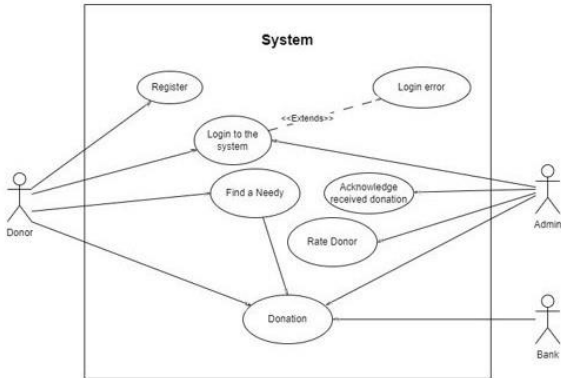 System
Register
Login error
<<Extends>>
Login to the
system
Find a Needy
Acknowledge
received donation
Donor
Admin
Rate Donor
Donation
Bank